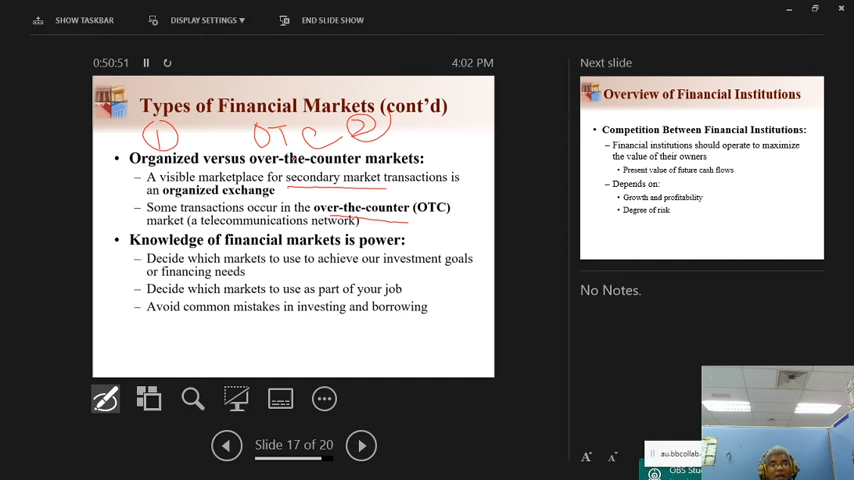 SHOW TASKBAR
DISPLAY SETTINGS ▼
END SLIDE SHOW
0:50:51
4:02 PM
Types of Financial Markets (cont'd)
1
OTC
2
• Organized versus over-the-counter markets:
– A visible marketplace for secondary market transactions is
an organized exchange
– Some transactions occur in the over-the-counter (OTC)
market (a telecommunications network)
• Knowledge of financial markets is power:
– Decide which markets to use to achieve our investment goals
or financing needs
– Decide which markets to use as part of your job
– Avoid common mistakes in investing and borrowing
Slide 17 of 20
Next slide
Overview of Financial Institutions
• Competition Between Financial Institutions:
– Financial institutions should operate to maximize
the value of their owners
• Present value of future cash flows
– Depends on:
• Growth and profitability
• Degree of risk
No Notes.
A A
au.bbcollab.
OBS Stud